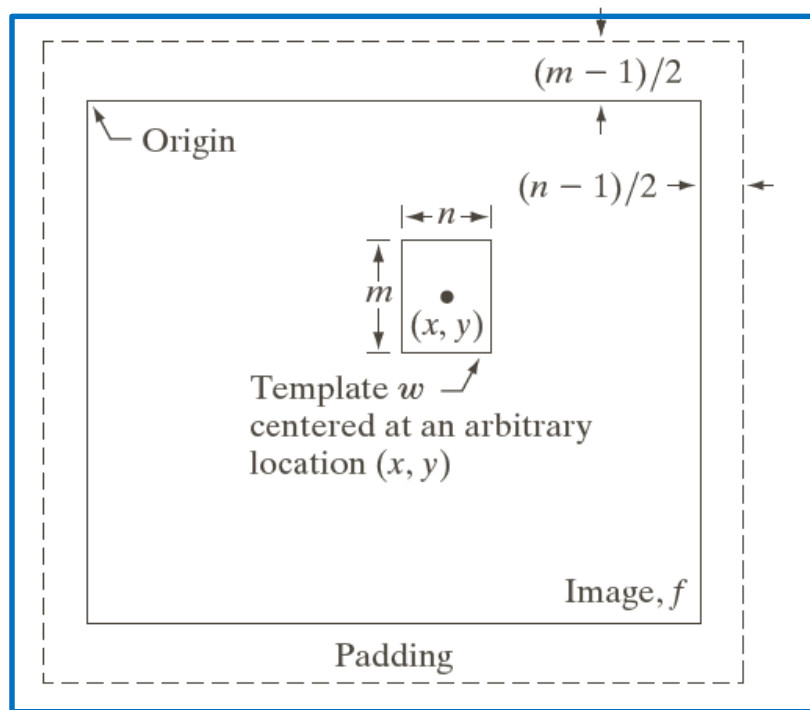 (m − 1)/2
Origin
(n − 1)/2
n
m
(x, y)
Template w
centered at an arbitrary
location (x, y)
Image, f
Padding